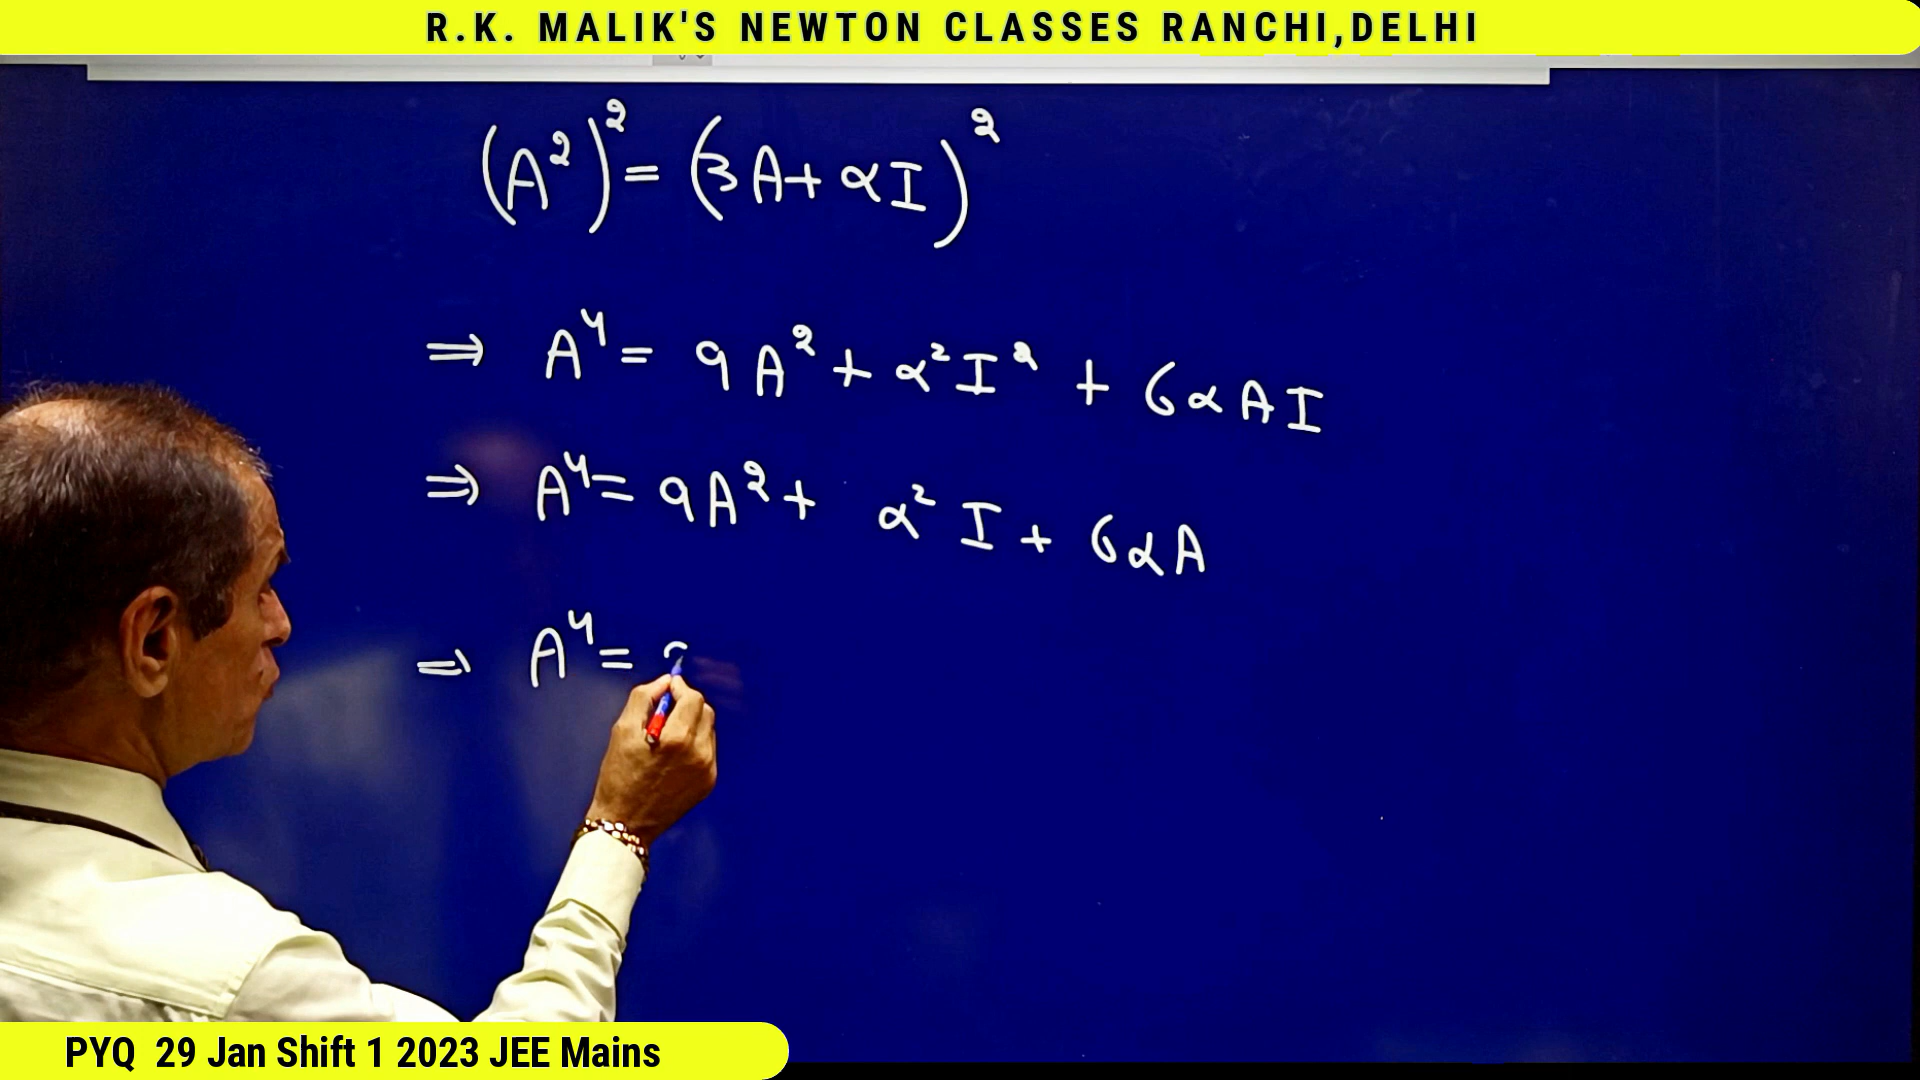 R.K. MALIK'S NEWTON CLASSES RANCHI,DELHI
(A²)² = (3A + αI)²
⇒ A⁴ = 9A² + α²I² + 6αAI
⇒ A⁴ = 9A² + α² I + 6αA
⇒ A⁴ =
PYQ 29 Jan Shift 1 2023 JEE Mains